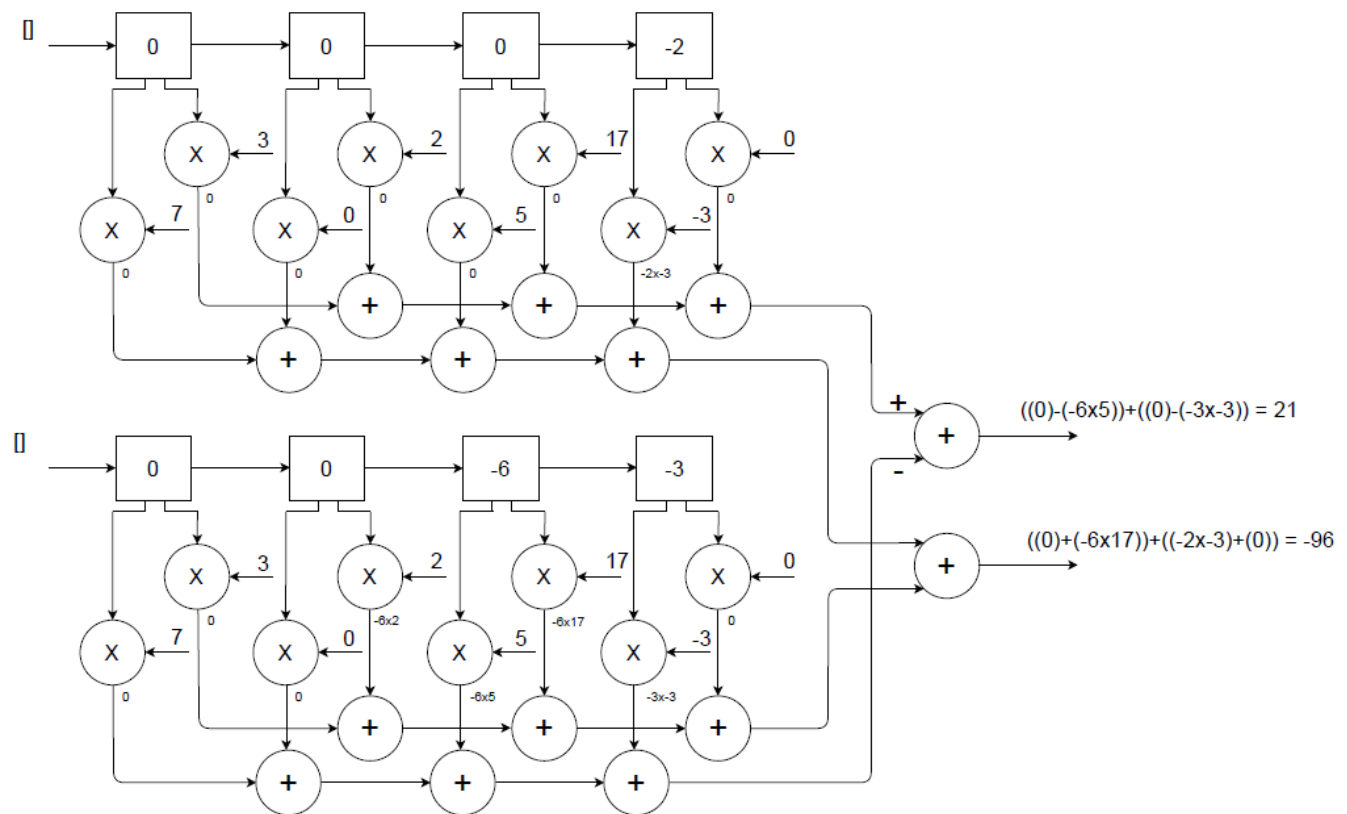 []
0 0 0 -2
X 3 X 2 X 17 X 0
0 0 0 0
X 7 X 0 X 5 X -3
0 0 0 -2x-3
+ + +
+ + +
+ ((0)-(-6x5))+((0)-(-3x-3)) = 21
+
-
[]
0 0 -6 -3
((0)+(-6x17))+((-2x-3)+(0)) = -96
+
X 3 X 2 X 17 X 0
0 -6x2 -6x17 0
X 7 X 0 X 5 X -3
0 0 -6x5 -3x-3
+ + +
+ + +